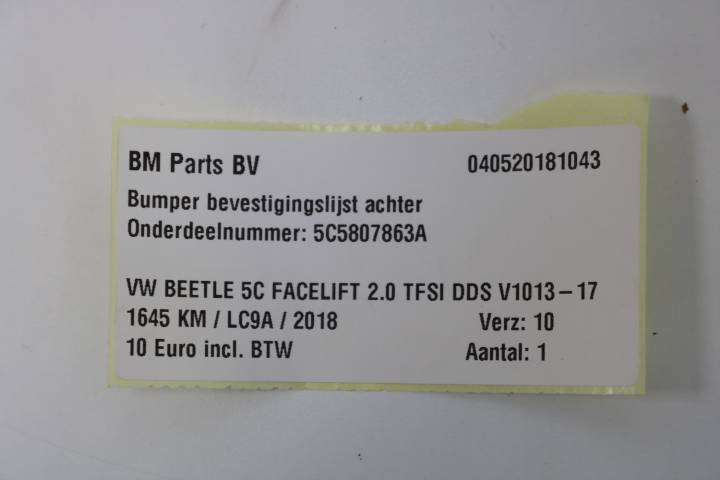 BM Parts BV 040520181043
Bumper bevestigingslijst achter
Onderdeelnummer: 5C5807863A
VW BEETLE 5C FACELIFT 2.0 TFSI DDS V1013-17
1645 KM / LC9A / 2018 Verz: 10
10 Euro incl. BTW Aantal: 1